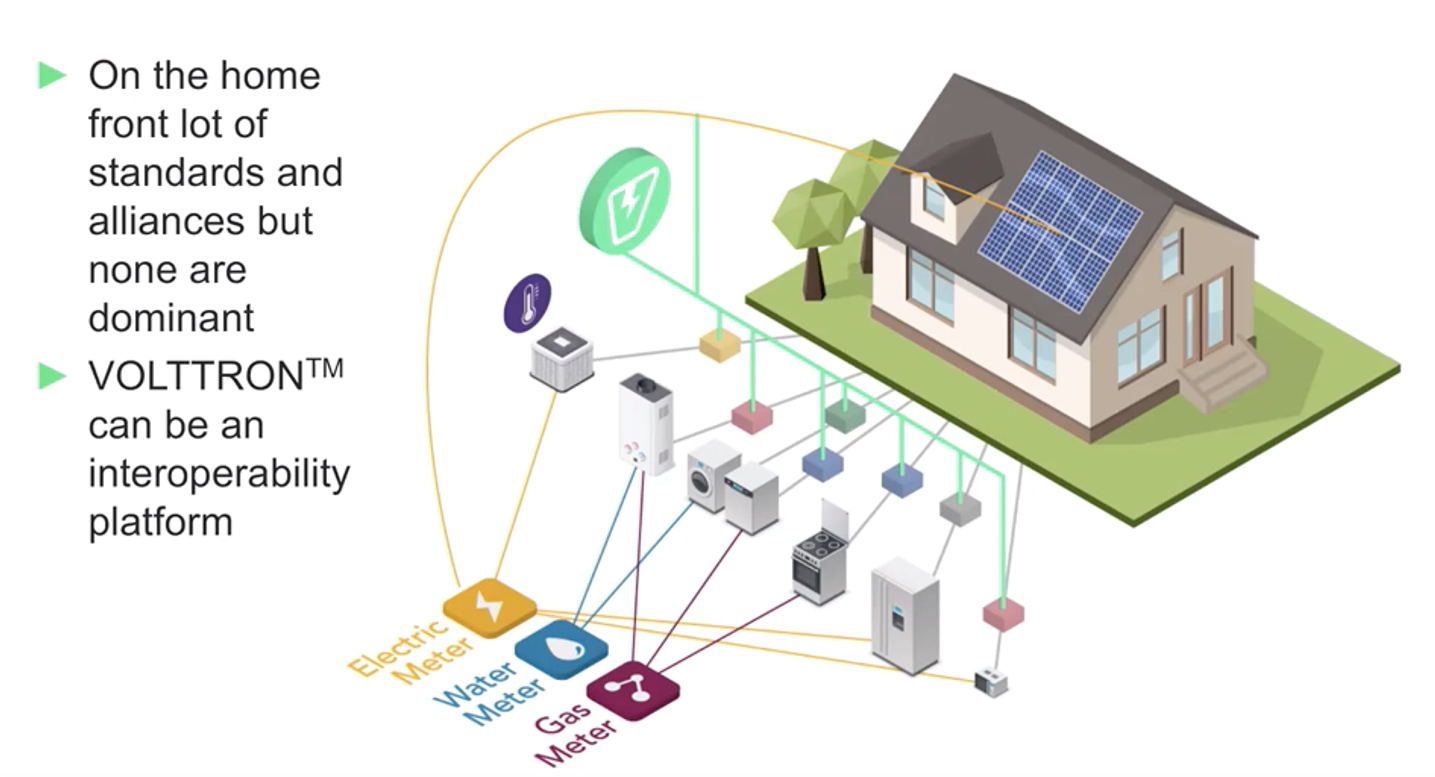 On the home
front lot of
standards and
alliances but
none are
dominant
VOLTTRON™
can be an
interoperability
platform
Electric
Meter
Water
Meter
Gas
Meter